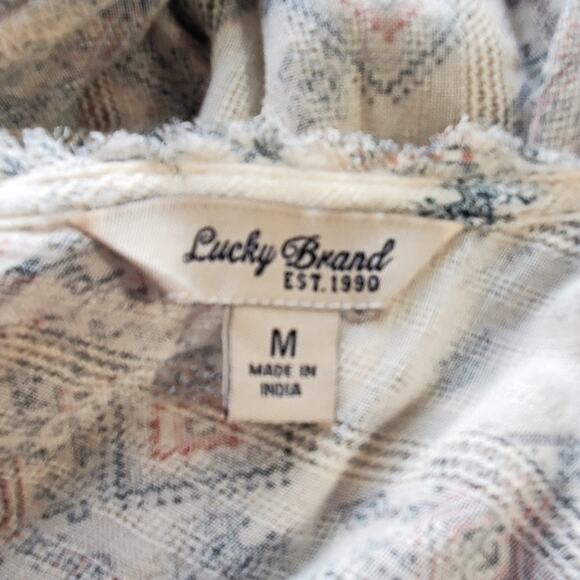 Lucky Brand
EST. 1990
M
MADE IN
INDIA